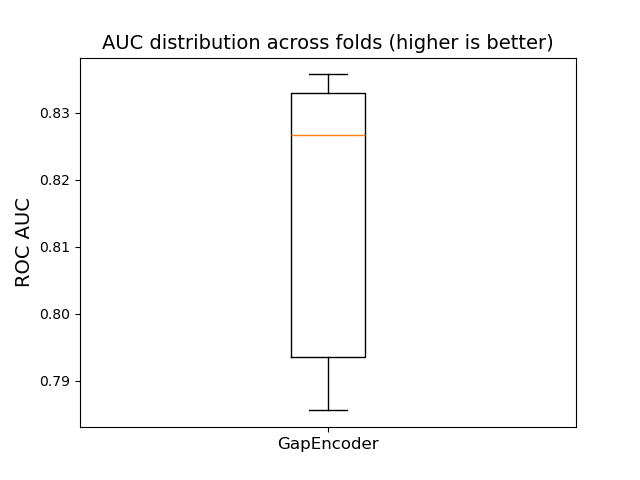 AUC distribution across folds (higher is better)
ROC AUC
0.83
0.82
0.81
0.80
0.79
GapEncoder